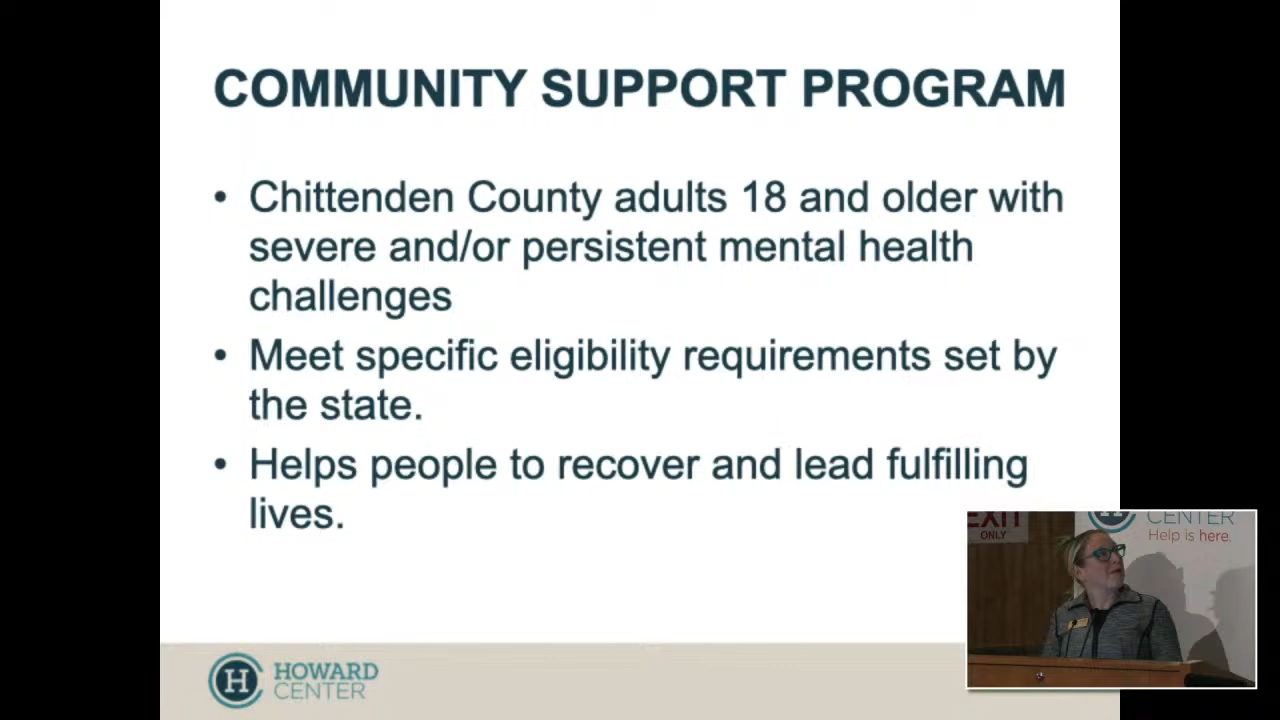 COMMUNITY SUPPORT PROGRAM
• Chittenden County adults 18 and older with
severe and/or persistent mental health
challenges
• Meet specific eligibility requirements set by
the state.
• Helps people to recover and lead fulfilling
lives.
H HOWARD
CENTER
EXIT
ONLY
H CENTER
Help is here.